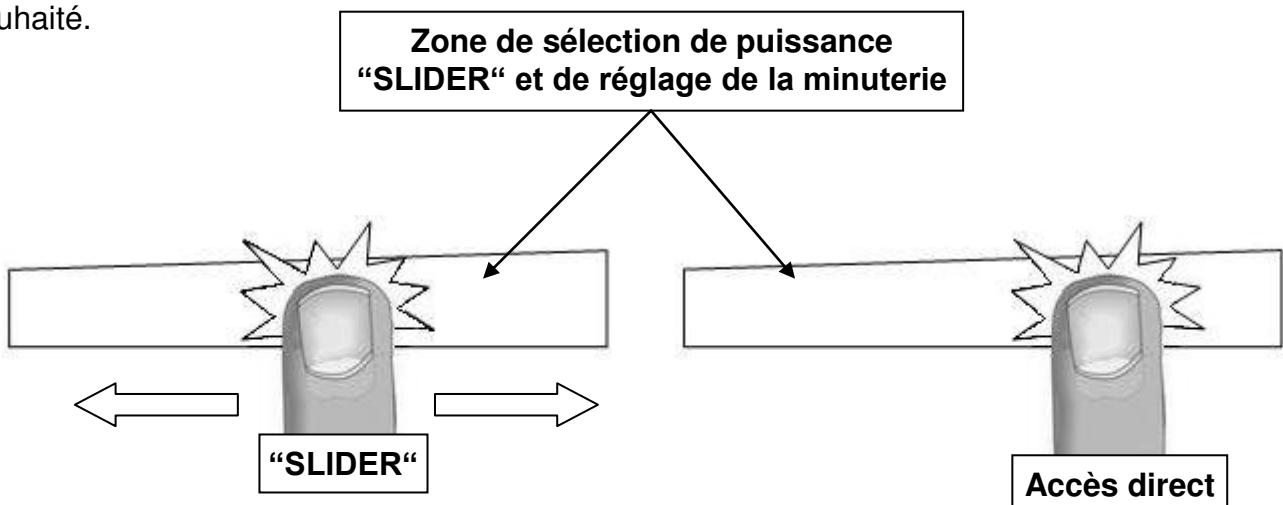 uhaité.
Zone de sélection de puissance
“SLIDER“ et de réglage de la minuterie
“SLIDER“
Accès direct